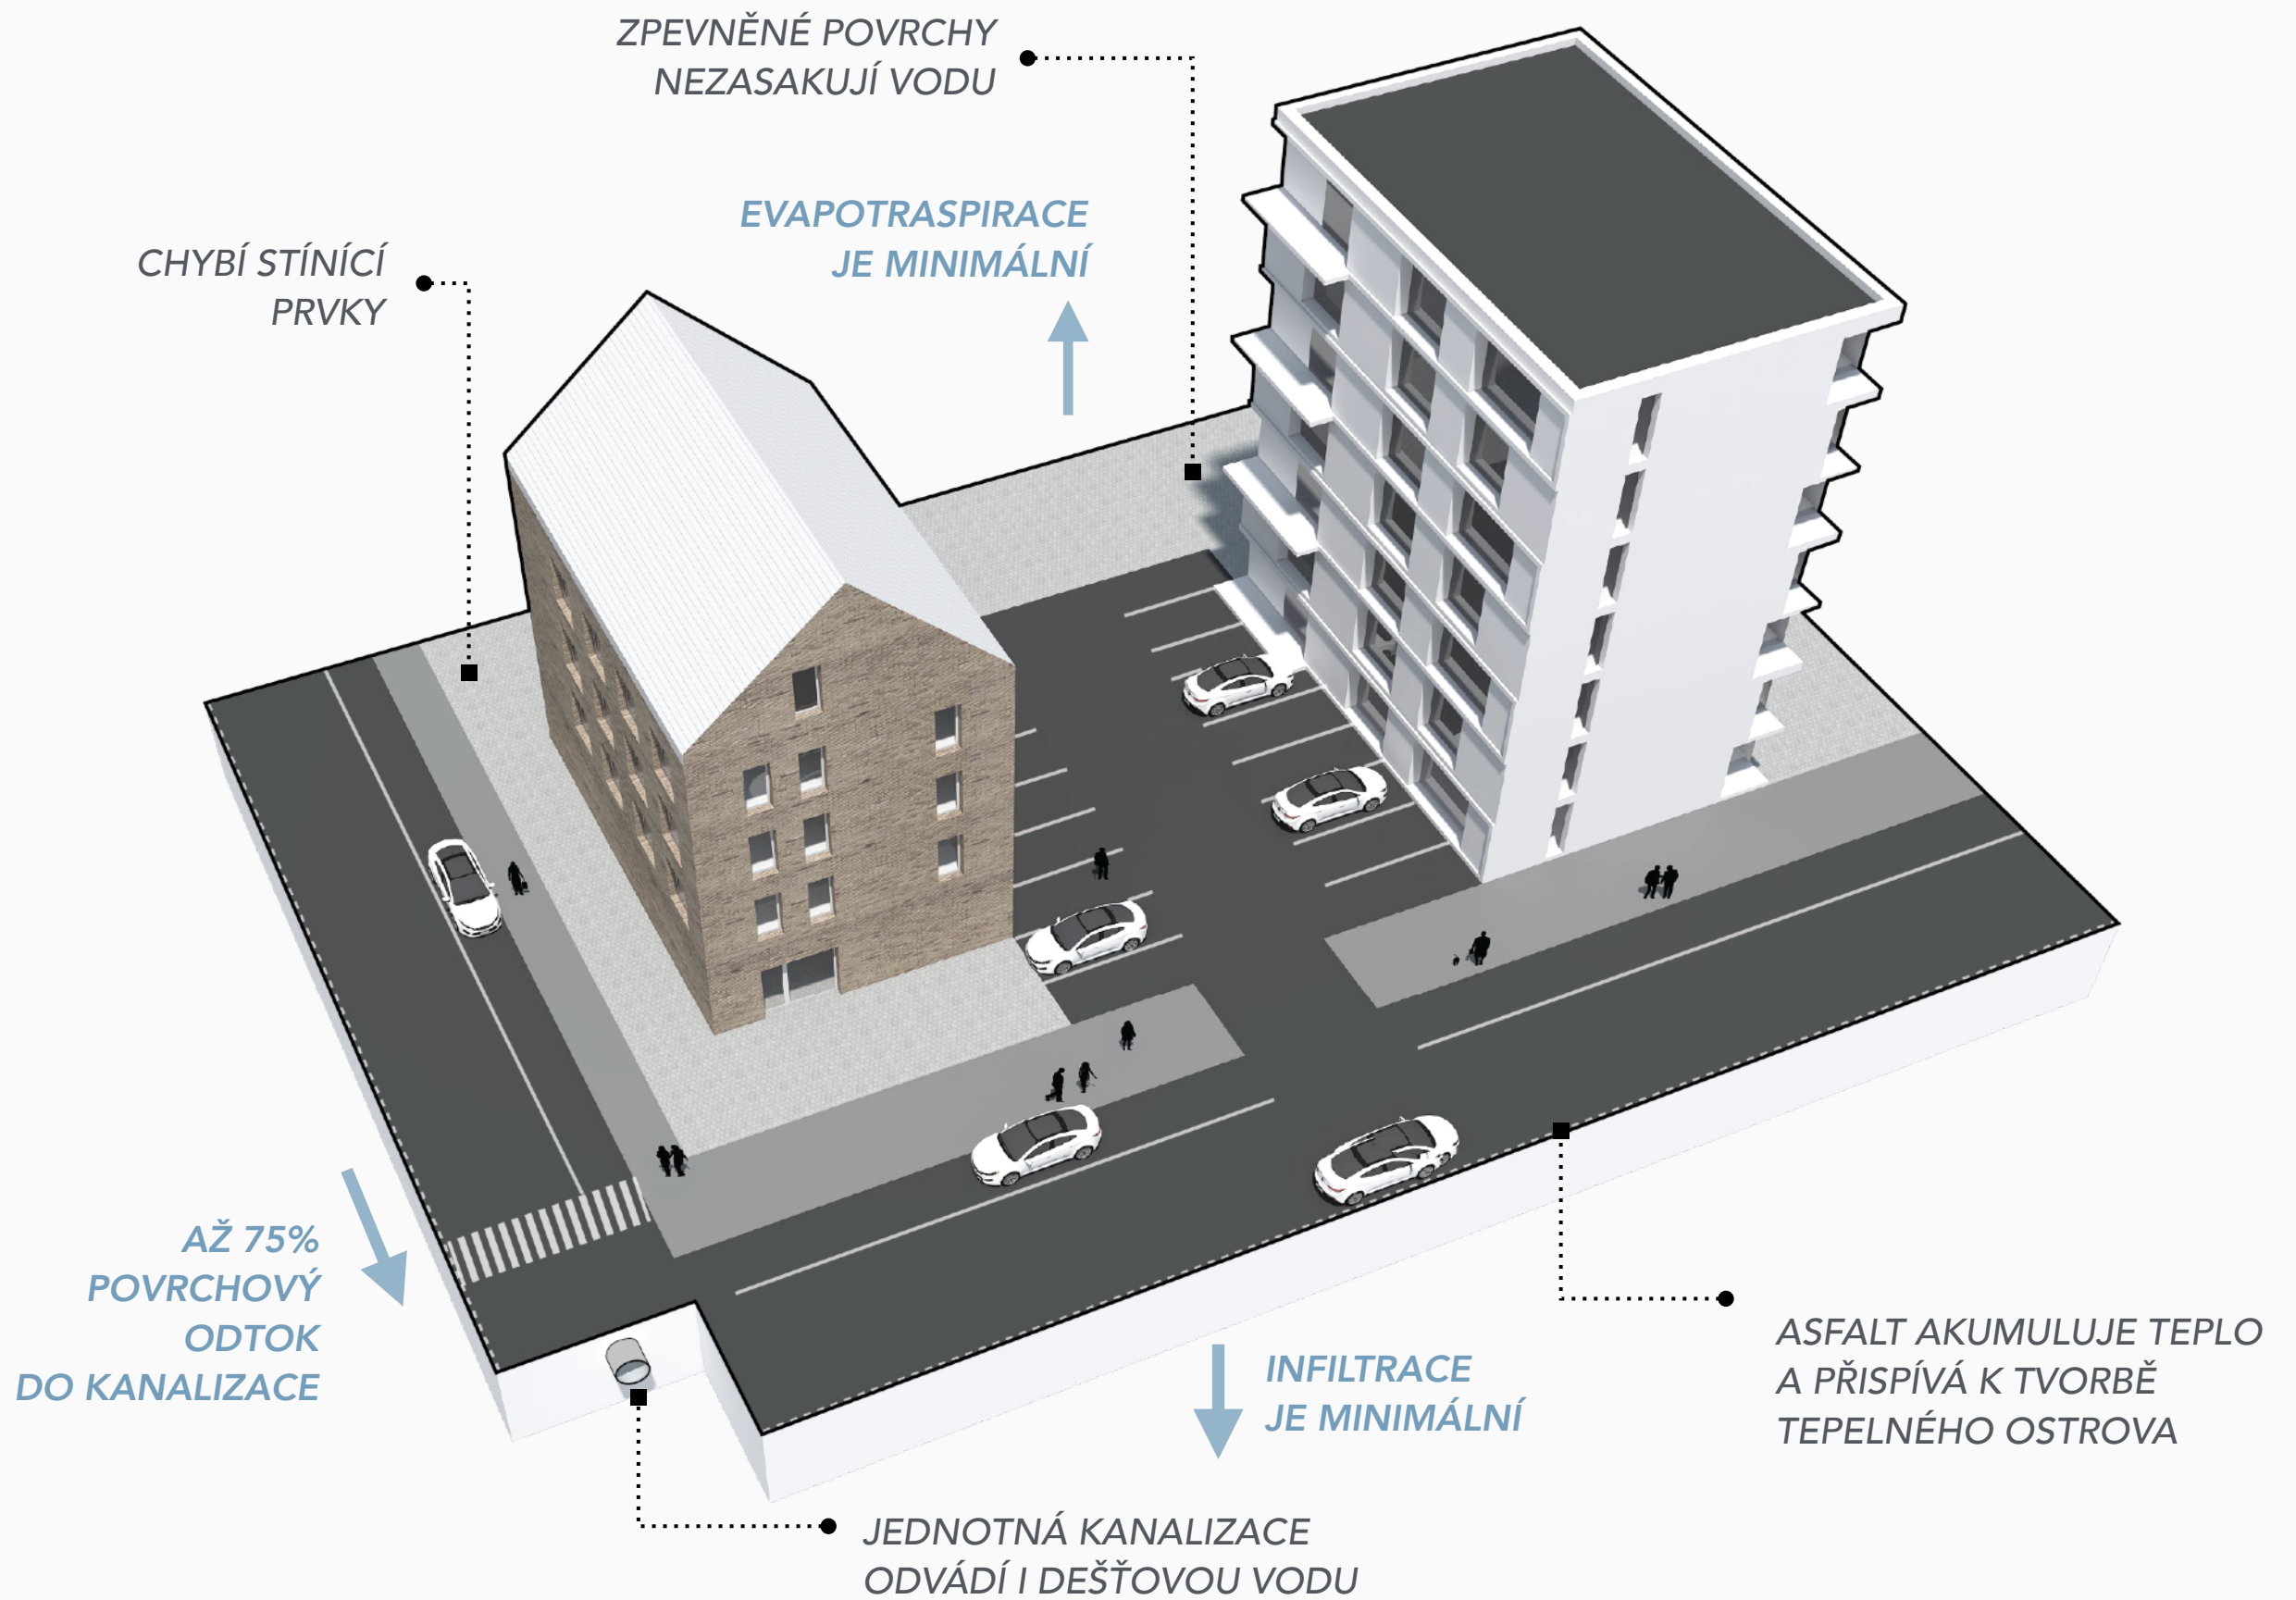 ZPEVNĚNÉ POVRCHY
NEZASAKUJÍ VODU
EVAPOTRASPIRACE
JE MINIMÁLNÍ
CHYBÍ STÍNÍCÍ
PRVKY
AŽ 75%
POVRCHOVÝ
ODTOK
DO KANALIZACE
INFILTRACE
JE MINIMÁLNÍ
ASFALT AKUMULUJE TEPLO
A PŘISPÍVÁ K TVORBĚ
TEPELNÉHO OSTROVA
JEDNOTNÁ KANALIZACE
ODVÁDÍ I DEŠŤOVOU VODU